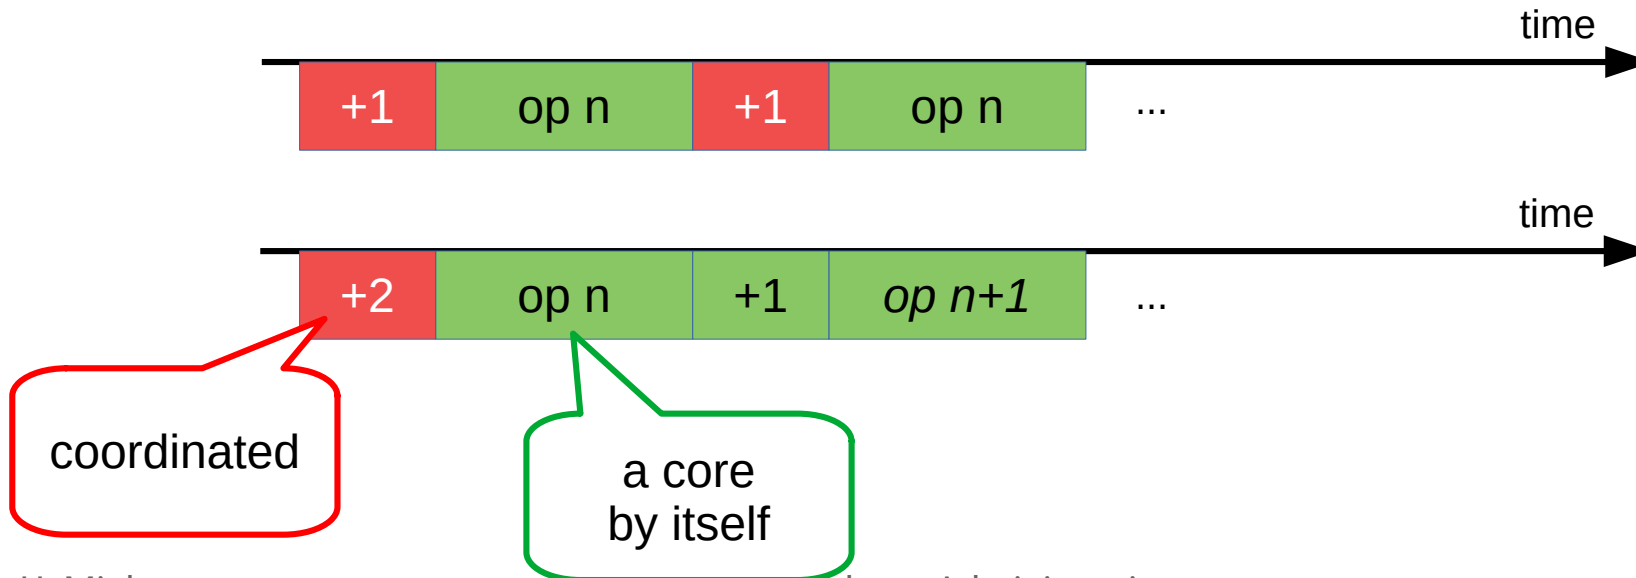 time
+1 op n +1 op n ...
time
+2 op n +1 op n+1 ...
coordinated
a core
by itself